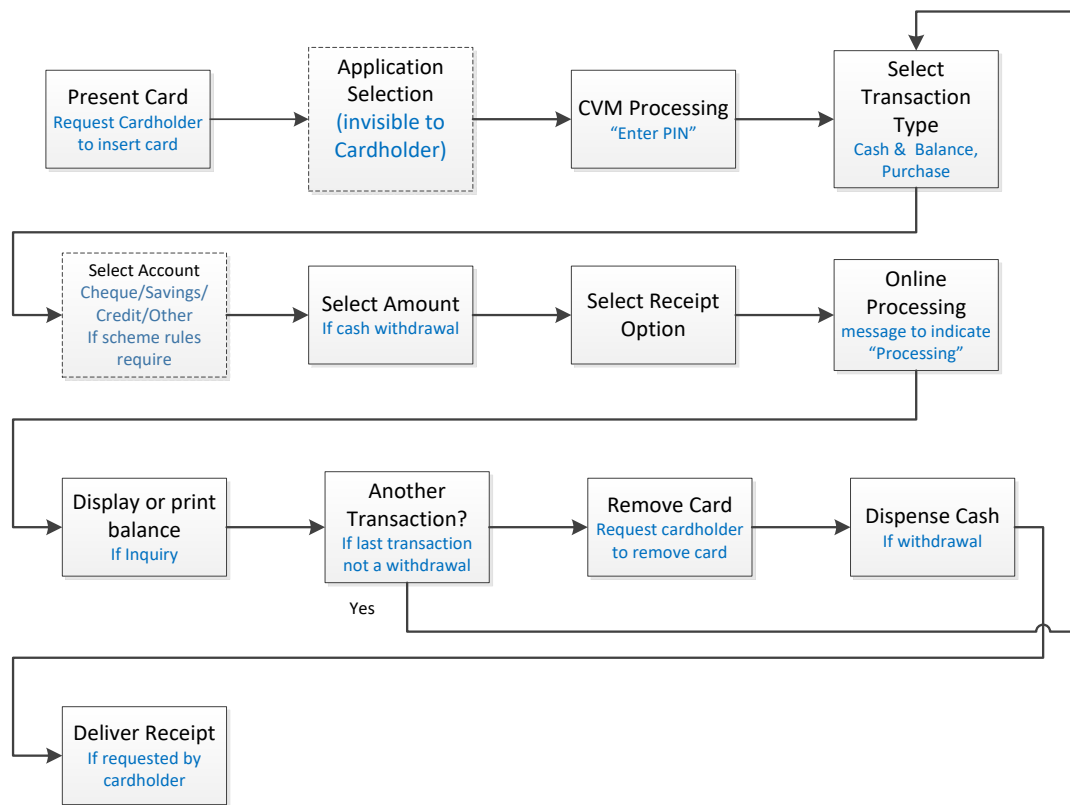 Present Card
Request Cardholder
to insert card
Application
Selection
(invisible to
Cardholder)
CVM Processing
“Enter PIN”
Select
Transaction
Type
Cash &  Balance,
Purchase
Select Account
Cheque/Savings/
Credit/Other
If scheme rules
require
Select Amount
If cash withdrawal
Select Receipt
Option
Online
Processing
message to indicate
“Processing”
Display or print
balance
If Inquiry
Another
Transaction?
If last transaction
not a withdrawal
Remove Card
Request cardholder
to remove card
Dispense Cash
If withdrawal
Yes
Deliver Receipt
If requested by
cardholder